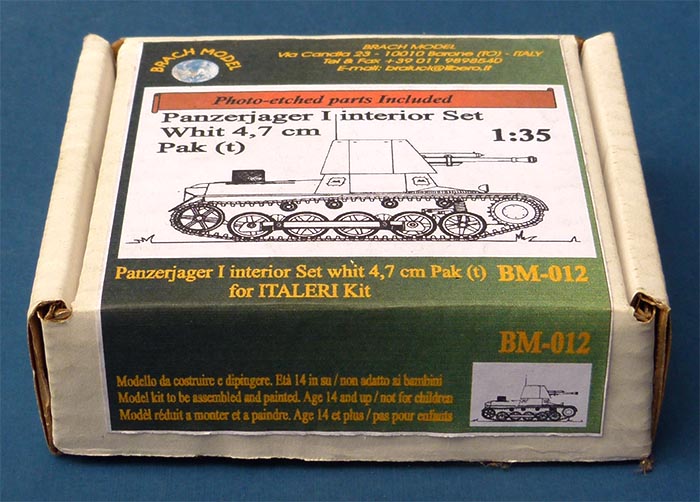 BRACH MODEL
BRACH MODEL
Via Candia 23 - 10010 Barone (TO) - ITALY
Tel & Fax +39 011 9898540
E-mail: braluck@libero.it
Photo-etched parts Included
Panzerjager I interior Set
Whit 4,7 cm
Pak (t)
1:35
Panzerjager I interior Set whit 4,7 cm Pak (t) BM-012
for ITALERI Kit
BM-012
Modello da costruire e dipingere. Età 14 in su / non adatto ai bambini
Model kit to be assembled and painted. Age 14 and up / not for children
Modèl réduit a monter et a paindre. Age 14 et plus / pas pour enfants